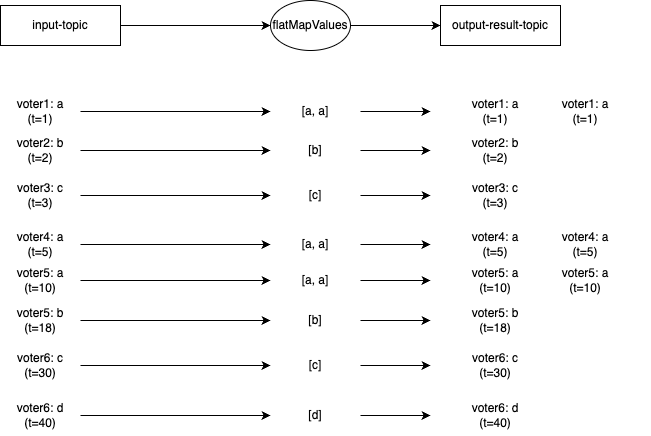 input-topic flatMapValues output-result-topic
voter1: a [a, a] voter1: a voter1: a
(t=1) (t=1) (t=1)
voter2: b [b] voter2: b
(t=2) (t=2)
voter3: c [c] voter3: c
(t=3) (t=3)
voter4: a [a, a] voter4: a voter4: a
(t=5) (t=5) (t=5)
voter5: a [a, a] voter5: a voter5: a
(t=10) (t=10) (t=10)
voter5: b [b] voter5: b
(t=18) (t=18)
voter6: c [c] voter6: c
(t=30) (t=30)
voter6: d [d] voter6: d
(t=40) (t=40)